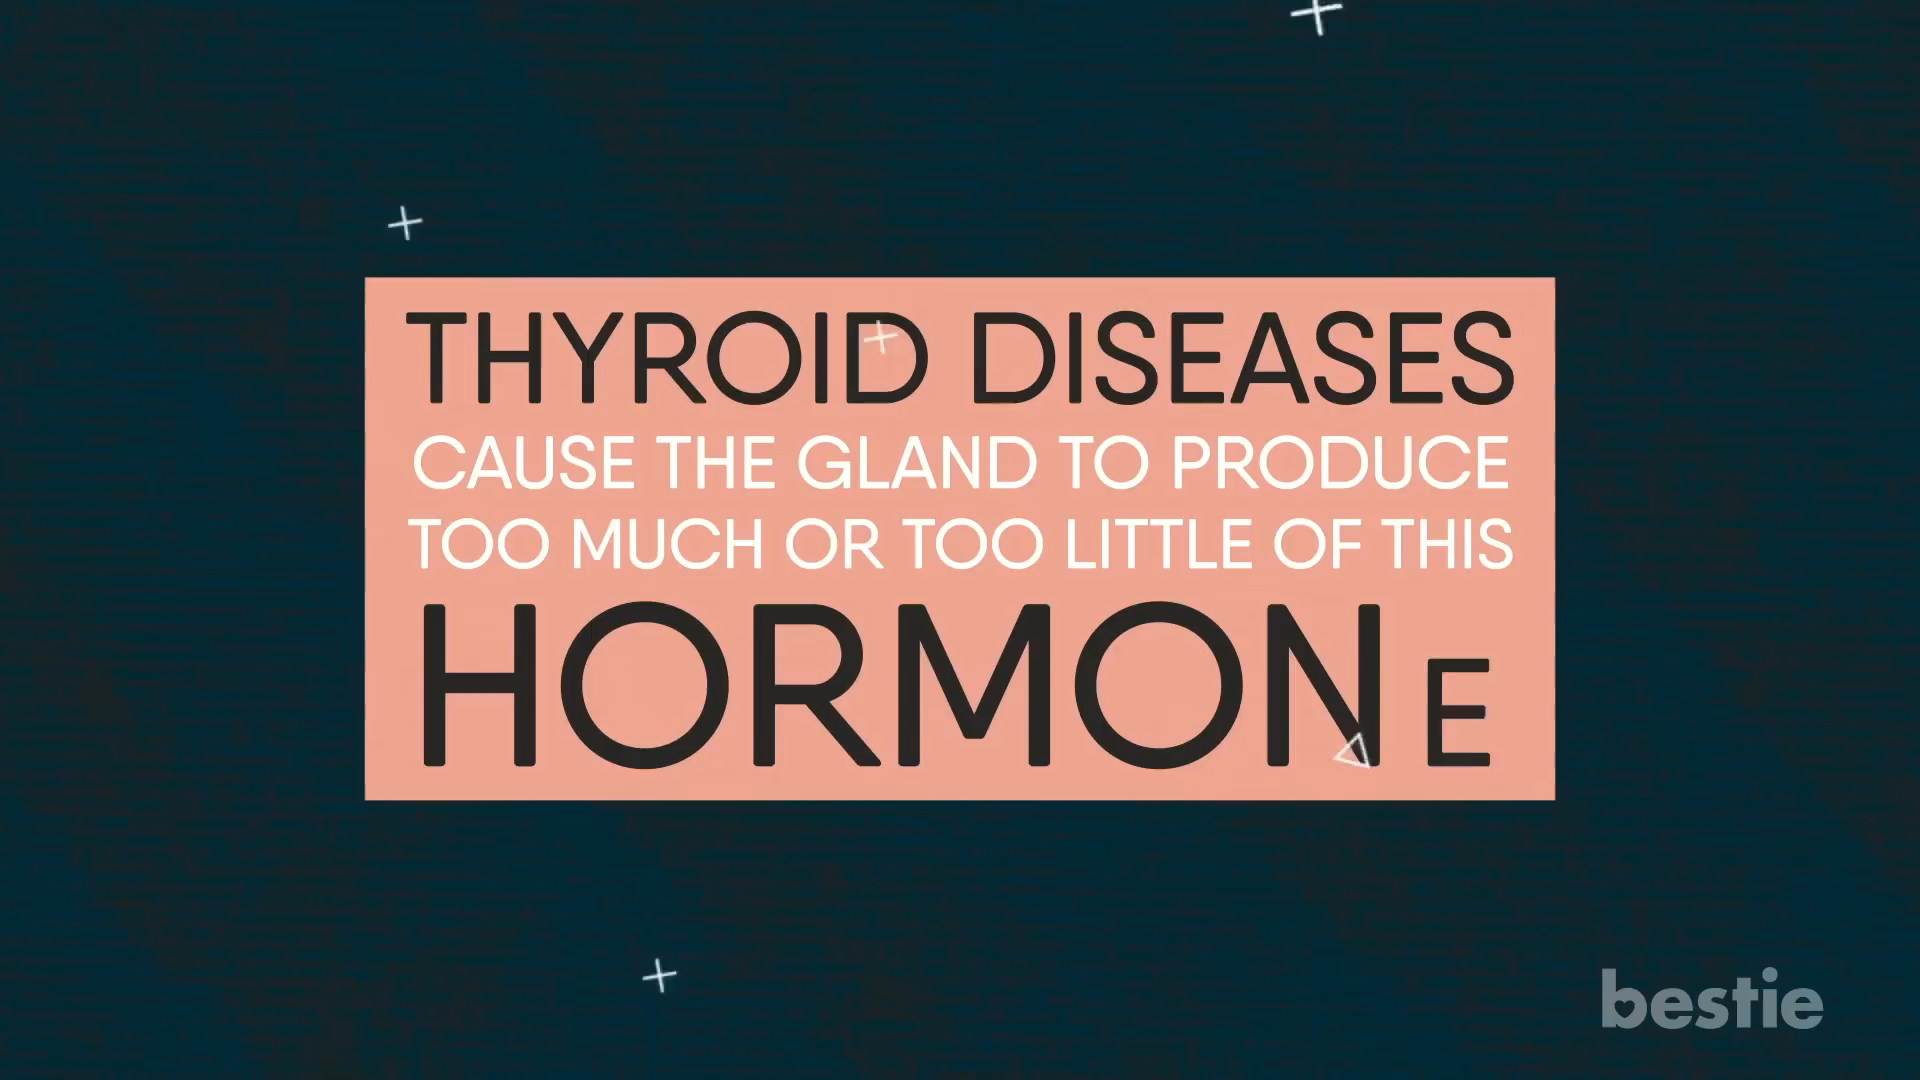 THYROID DISEASES
CAUSE THE GLAND TO PRODUCE
TOO MUCH OR TOO LITTLE OF THIS
HORMONE
bestie